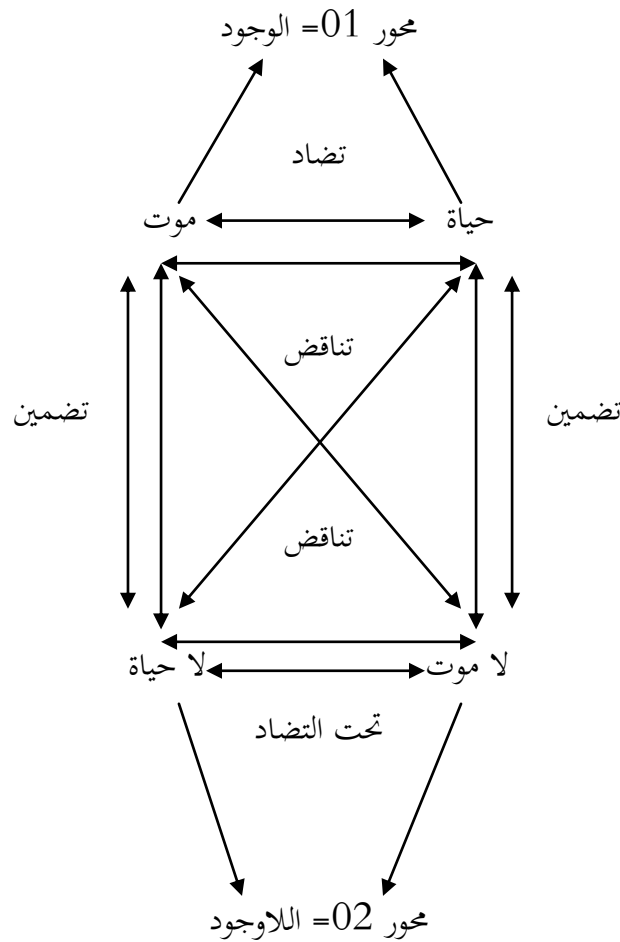 محور 01= الوجود
تضاد
حياة
موت
تناقض
تضمين
تضمين
تناقض
لا موت
لا حياة
تحت التضاد
محور 02= اللاوجود